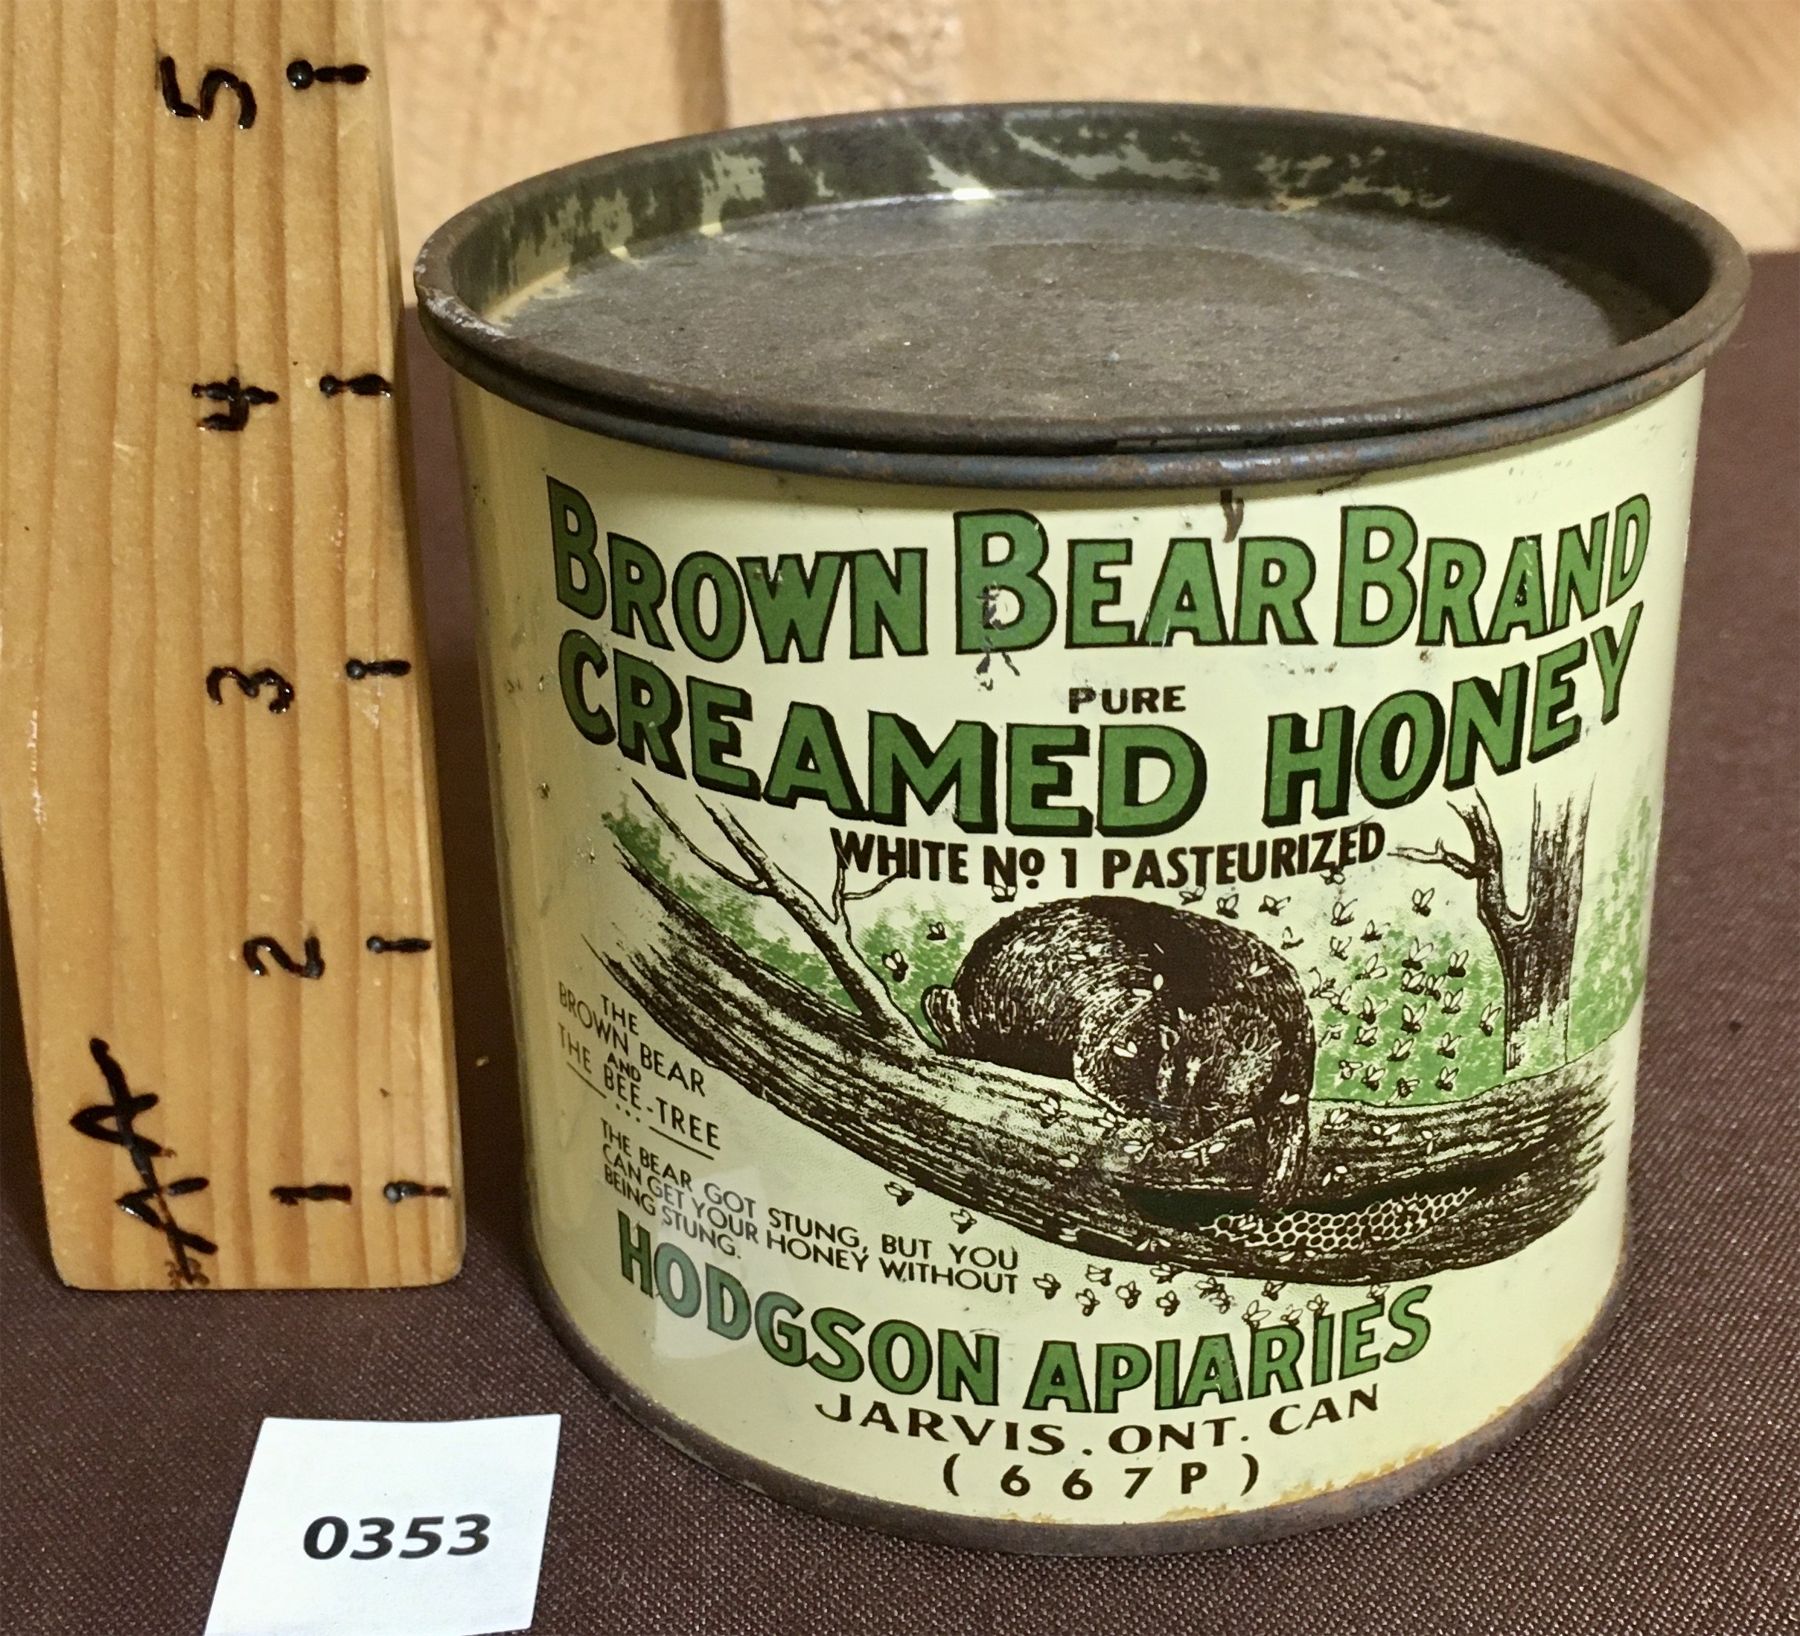 5
4
3
2
1
BROWN BEAR BRAND
PURE
CREAMED HONEY
WHITE No 1 PASTEURIZED
THE
BROWN BEAR
AND
THE BEE-TREE
THE BEAR GOT STUNG, BUT YOU
CAN GET YOUR HONEY WITHOUT
BEING STUNG.
HODGSON APIARIES
JARVIS. ONT. CAN
( 667P )
0353